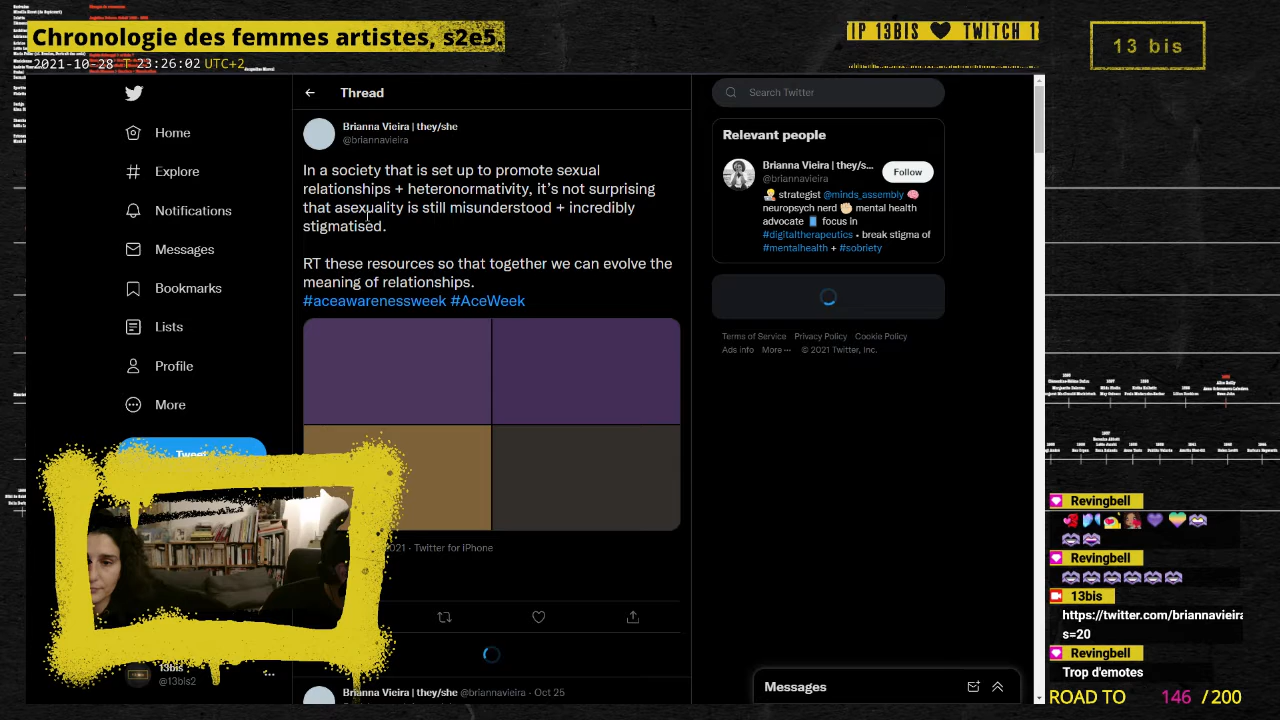 Chronologie des femmes artistes, s2e5
2021-10-28 T 23:26:02 UTC+2
IP 13BIS TWITCH 1
13 bis
Thread
Search Twitter
Home
Explore
Notifications
Messages
Bookmarks
Lists
Profile
More
Tweet
Brianna Vieira | they/she
@briannavieira
In a society that is set up to promote sexual
relationships + heteronormativity, it's not surprising
that asexuality is still misunderstood + incredibly
stigmatised.
RT these resources so that together we can evolve the
meaning of relationships.
#aceawarenessweek #AceWeek
2021 · Twitter for iPhone
Brianna Vieira | they/she @briannavieira · Oct 25
13bis
@13bis2
Relevant people
Brianna Vieira | they/s...
@briannavieira
Follow
strategist @minds_assembly
neuropsych nerd mental health
advocate focus in
#digitaltherapeutics • break stigma of
#mentalhealth + #sobriety
Terms of Service Privacy Policy Cookie Policy
Ads info More ··· © 2021 Twitter, Inc.
Messages
Revingbell
Revingbell
13bis
https://twitter.com/briannavieira
s=20
Revingbell
Trop d'emotes
ROAD TO 146 / 200